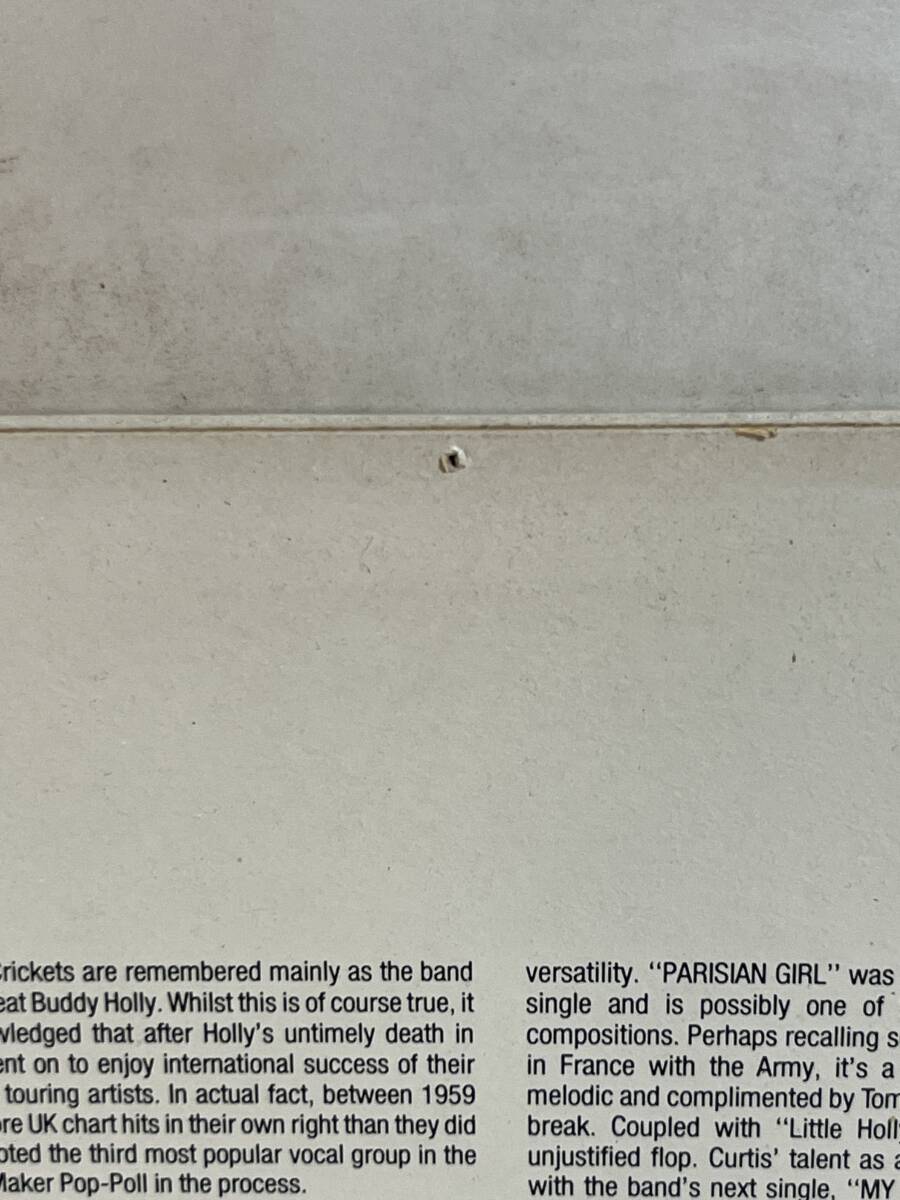 Crickets are remembered mainly as the band
eat Buddy Holly. Whilst this is of course true, it
wledged that after Holly's untimely death in
ent on to enjoy international success of their
touring artists. In actual fact, between 1959
ore UK chart hits in their own right than they did
oted the third most popular vocal group in the
Maker Pop-Poll in the process.
versatility. “PARISIAN GIRL” was
single and is possibly one of
compositions. Perhaps recalling s
in France with the Army, it's a
melodic and complimented by Tom
break. Coupled with “Little Holly
unjustified flop. Curtis' talent as a
with the band's next single, “MY